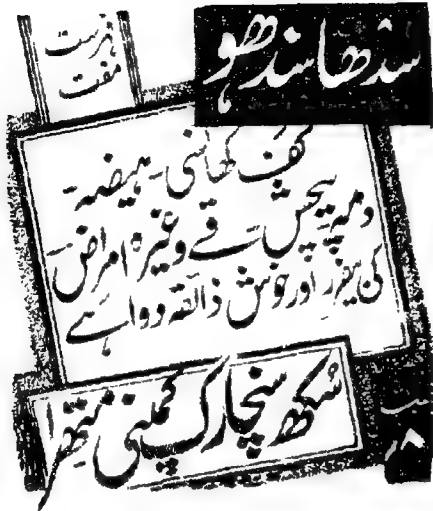 سدھا سندھو
فہرست
مفت
کف کھانسی۔ ہیضہ۔
دمہ پیچش قے وغیرہ امراض
کی بیضرر اور خوش ذائقہ دوا ہے
سکھ سنچارک کمپنی متھرا